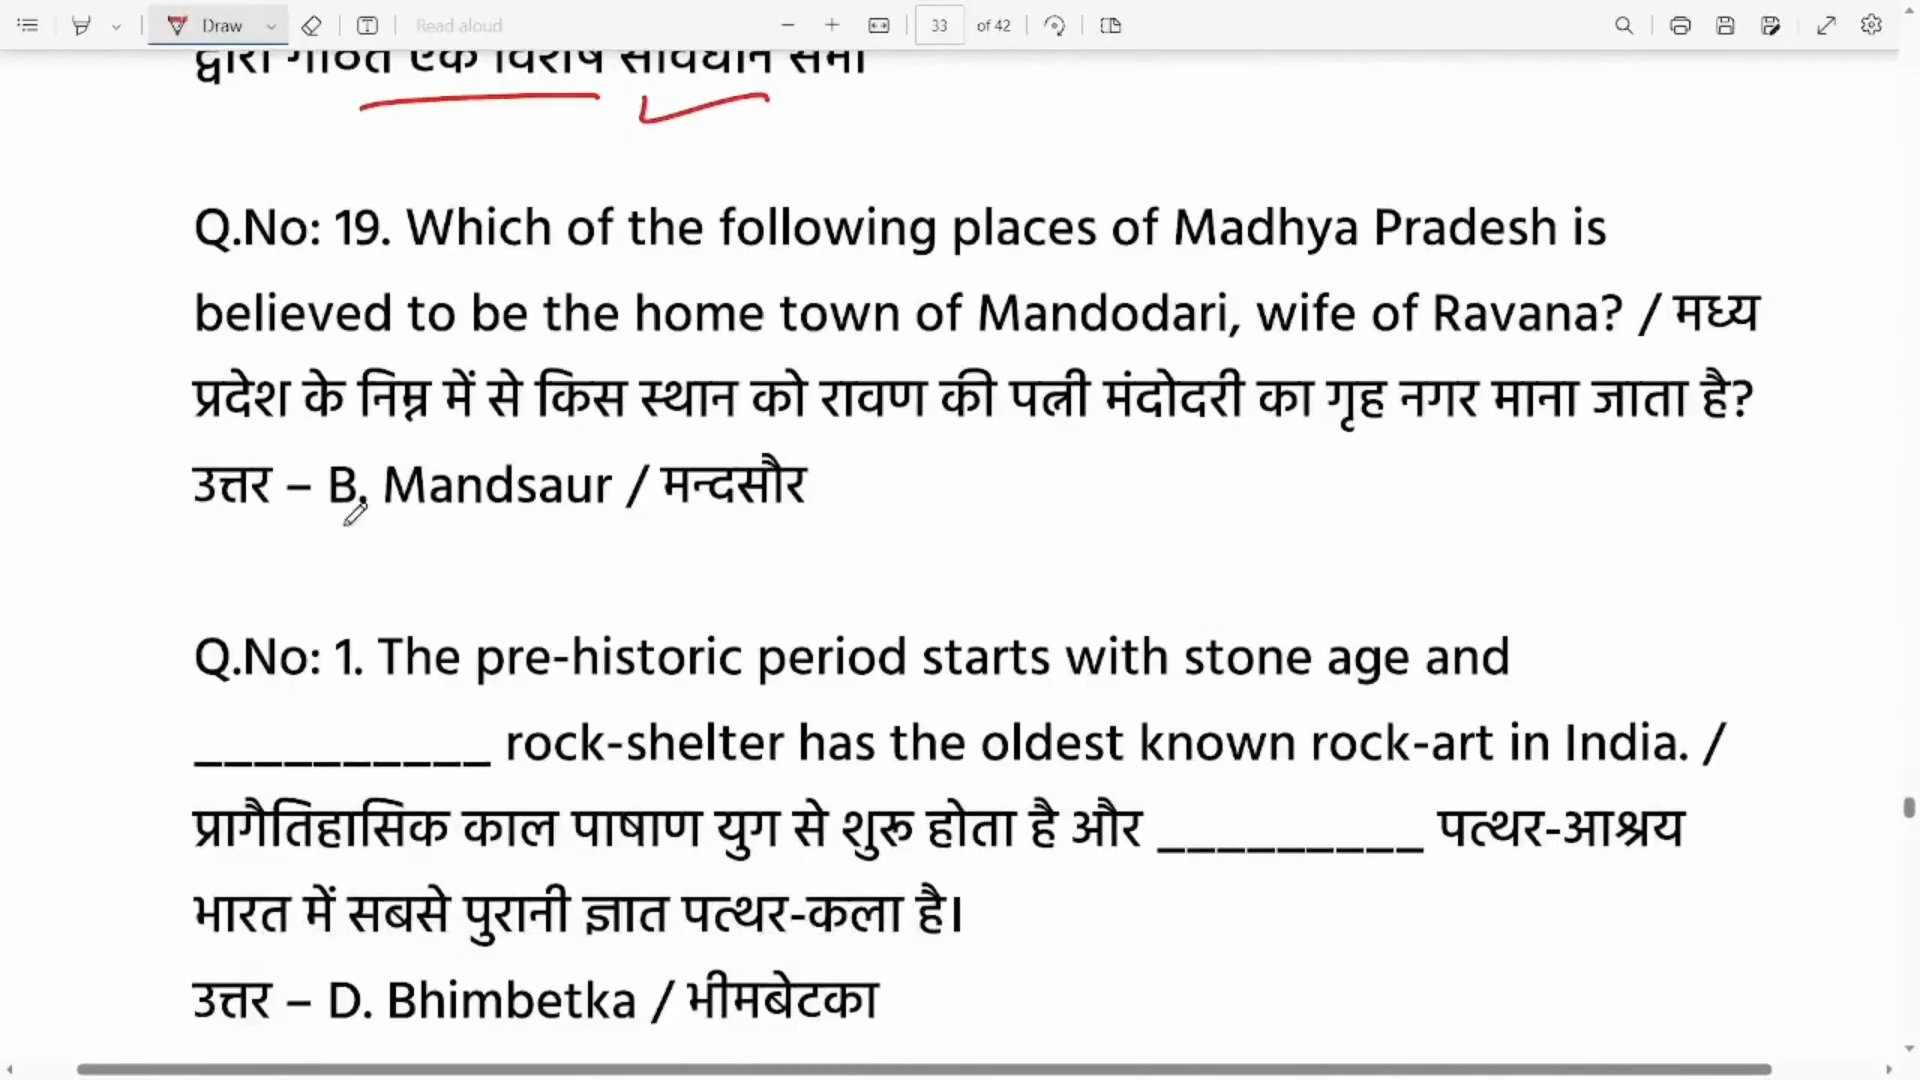 Draw
Read aloud
33
of 42
द्वारा गठित एक विशेष संविधान सभा
Q.No: 19. Which of the following places of Madhya Pradesh is
believed to be the home town of Mandodari, wife of Ravana? / मध्य
प्रदेश के निम्न में से किस स्थान को रावण की पत्नी मंदोदरी का गृह नगर माना जाता है?
उत्तर – B. Mandsaur / मन्दसौर
Q.No: 1. The pre-historic period starts with stone age and
__________ rock-shelter has the oldest known rock-art in India. /
प्रागैतिहासिक काल पाषाण युग से शुरू होता है और _________ पत्थर-आश्रय
भारत में सबसे पुरानी ज्ञात पत्थर-कला है।
उत्तर – D. Bhimbetka / भीमबेटका